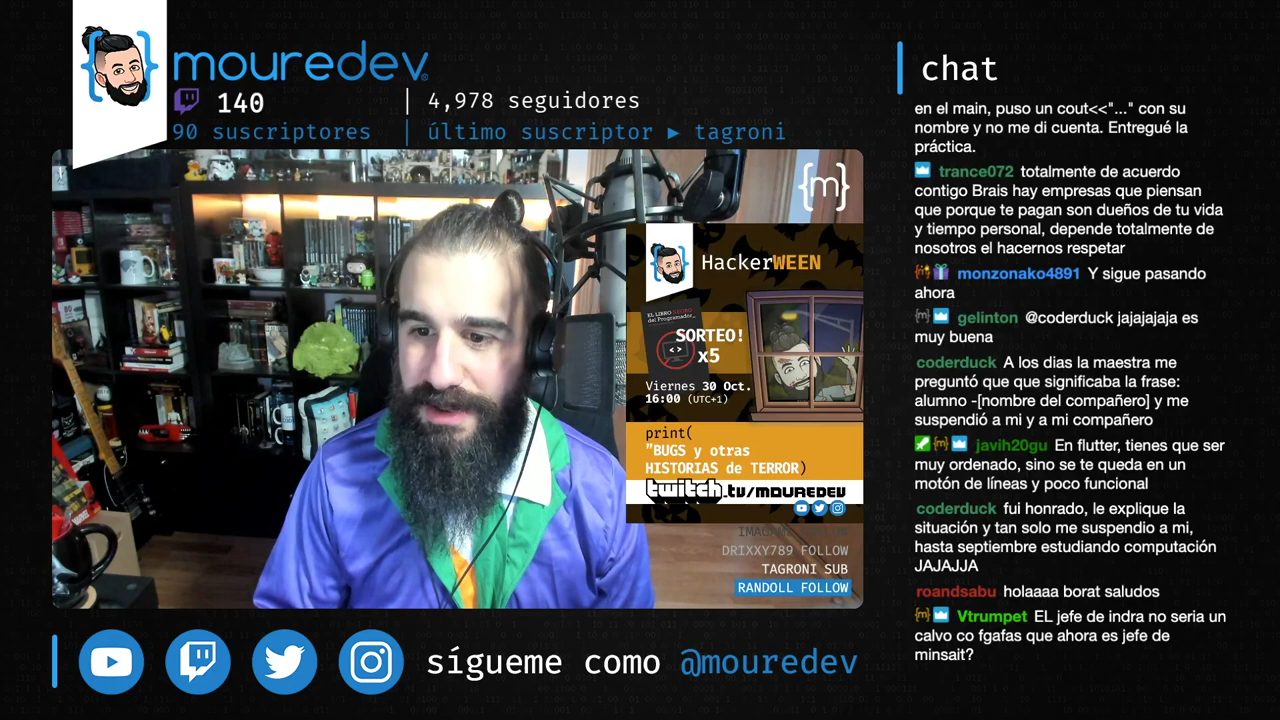 mouredev
140 | 4,978 seguidores
90 suscriptores | último suscriptor ▶ tagroni
{m}
HackerWEEN
EL LIBRO NEGRO
del Programador_
SORTEO!
x5
Viernes 30 Oct.
16:00 (UTC+1)
print(
"BUGS y otras
HISTORIAS de TERROR)
twitch.tv/MOUREDEV
DRIXXY789 FOLLOW
TAGRONI SUB
RANDOLL FOLLOW
sígueme como @mouredev
chat
en el main, puso un cout<<"..." con su
nombre y no me di cuenta. Entregué la
práctica.
trance072 totalmente de acuerdo
contigo Brais hay empresas que piensan
que porque te pagan son dueños de tu vida
y tiempo personal, depende totalmente de
nosotros el hacernos respetar
monzonako4891 Y sigue pasando
ahora
gelinton @coderduck jajajajaja es
muy buena
coderduck A los dias la maestra me
preguntó que que significaba la frase:
alumno -[nombre del compañero] y me
suspendió a mi y a mi compañero
javih20gu En flutter, tienes que ser
muy ordenado, sino se te queda en un
motón de líneas y poco funcional
coderduck fui honrado, le explique la
situación y tan solo me suspendio a mi,
hasta septiembre estudiando computación
JAJAJJA
roandsabu holaaaa borat saludos
Vtrumpet EL jefe de indra no seria un
calvo co fgafas que ahora es jefe de
minsait?